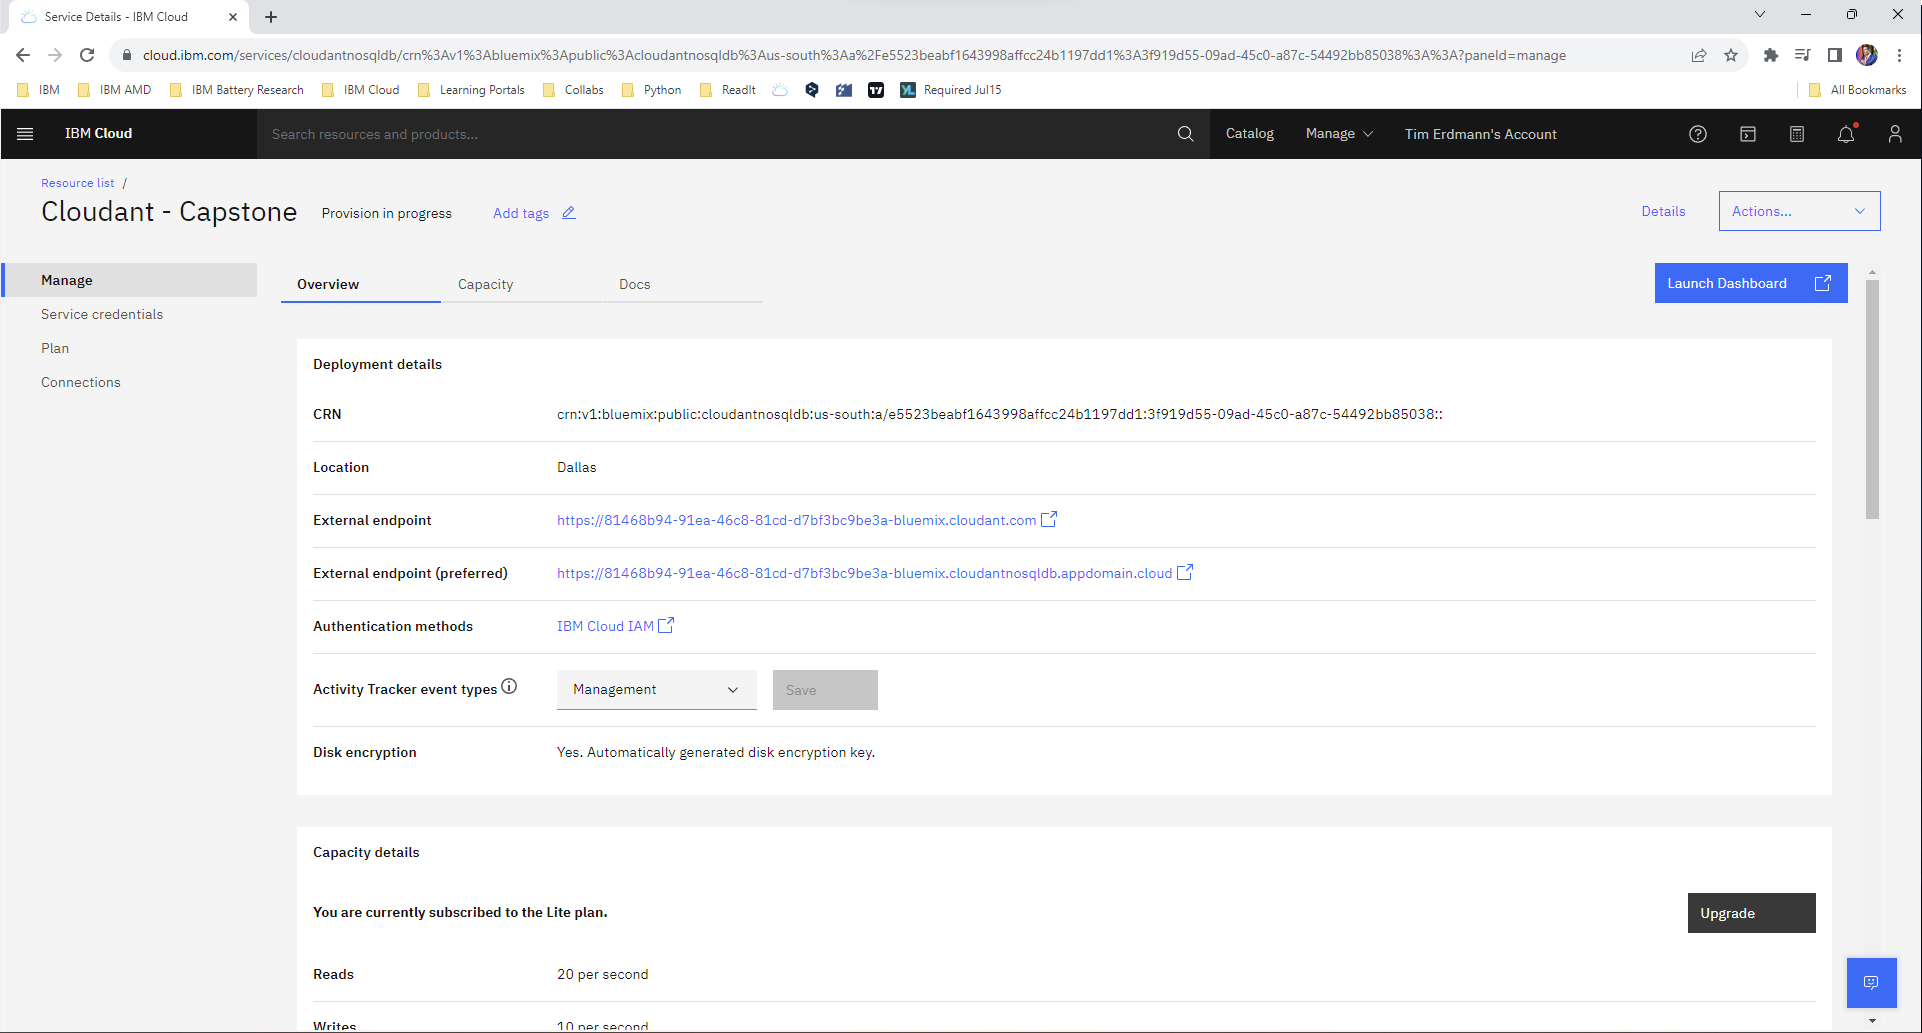 Service Details - IBM Cloud
cloud.ibm.com/services/cloudantnosqldb/crn%3Av1%3Abluemix%3Apublic%3Acloudantnosqldb%3Aus-south%3Aa%2Fe5523beabf1643998affcc24b1197dd1%3A3f919d55-09ad-45c0-a87c-54492bb85038%3A%3A?paneId=manage
IBM IBM AMD IBM Battery Research IBM Cloud Learning Portals Collabs Python ReadIt Required Jul15 All Bookmarks
IBM Cloud Search resources and products... Catalog Manage Tim Erdmann's Account
Resource list /
Cloudant - Capstone Provision in progress Add tags Details Actions...
Manage
Service credentials
Plan
Connections
Overview Capacity Docs Launch Dashboard
Deployment details
CRN crn:v1:bluemix:public:cloudantnosqldb:us-south:a/e5523beabf1643998affcc24b1197dd1:3f919d55-09ad-45c0-a87c-54492bb85038::
Location Dallas
External endpoint https://81468b94-91ea-46c8-81cd-d7bf3bc9be3a-bluemix.cloudant.com
External endpoint (preferred) https://81468b94-91ea-46c8-81cd-d7bf3bc9be3a-bluemix.cloudantnosqldb.appdomain.cloud
Authentication methods IBM Cloud IAM
Activity Tracker event types Management Save
Disk encryption Yes. Automatically generated disk encryption key.
Capacity details
You are currently subscribed to the Lite plan. Upgrade
Reads 20 per second
Writes 10 per second